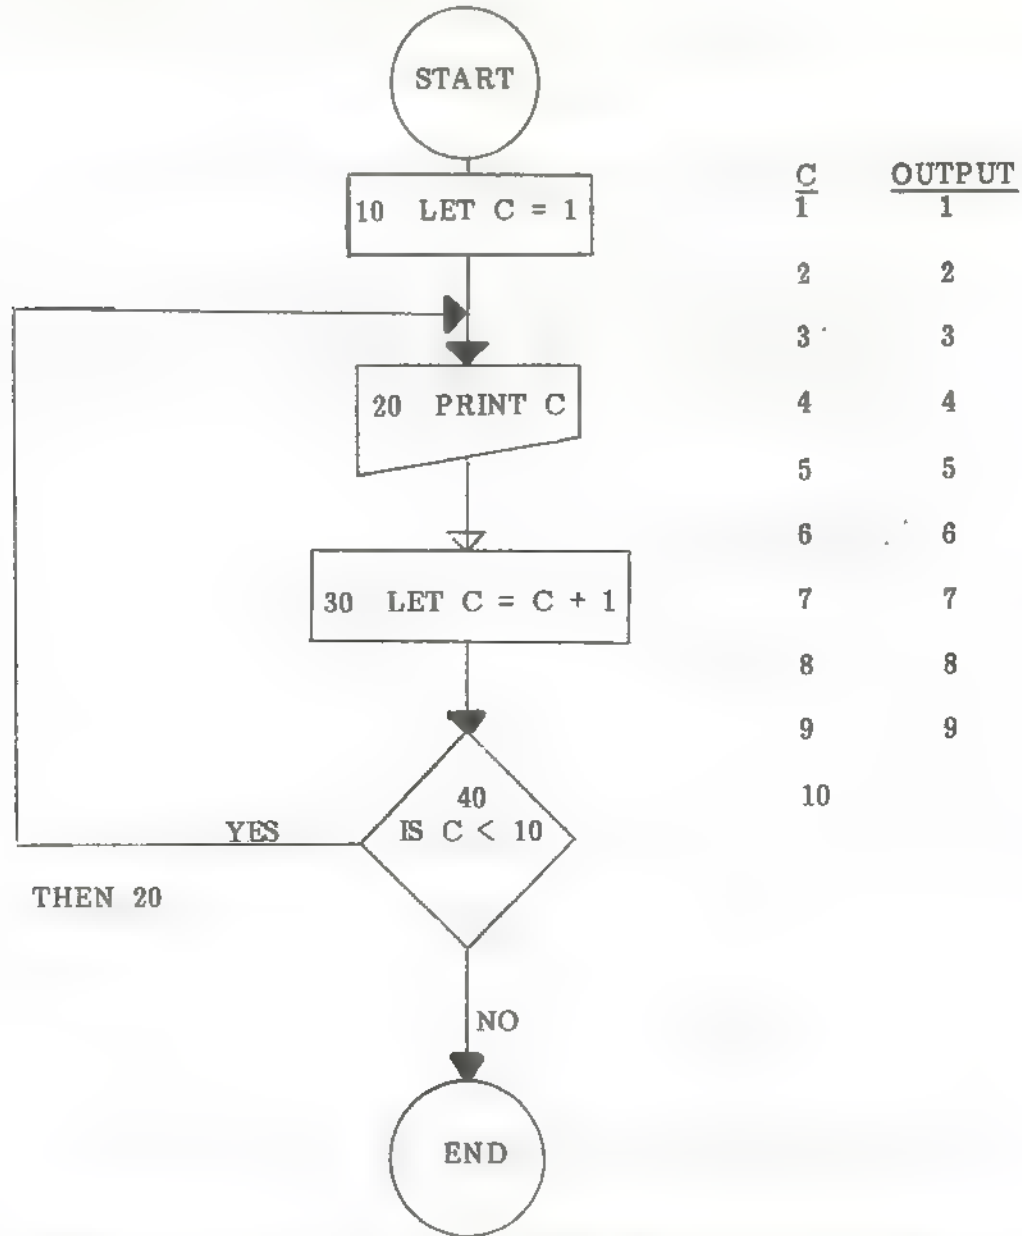 START
10 LET C = 1
20 PRINT C
30 LET C = C + 1
40
IS C < 10
YES
THEN 20
NO
END
C OUTPUT
1 1
2 2
3 3
4 4
5 5
6 6
7 7
8 8
9 9
10